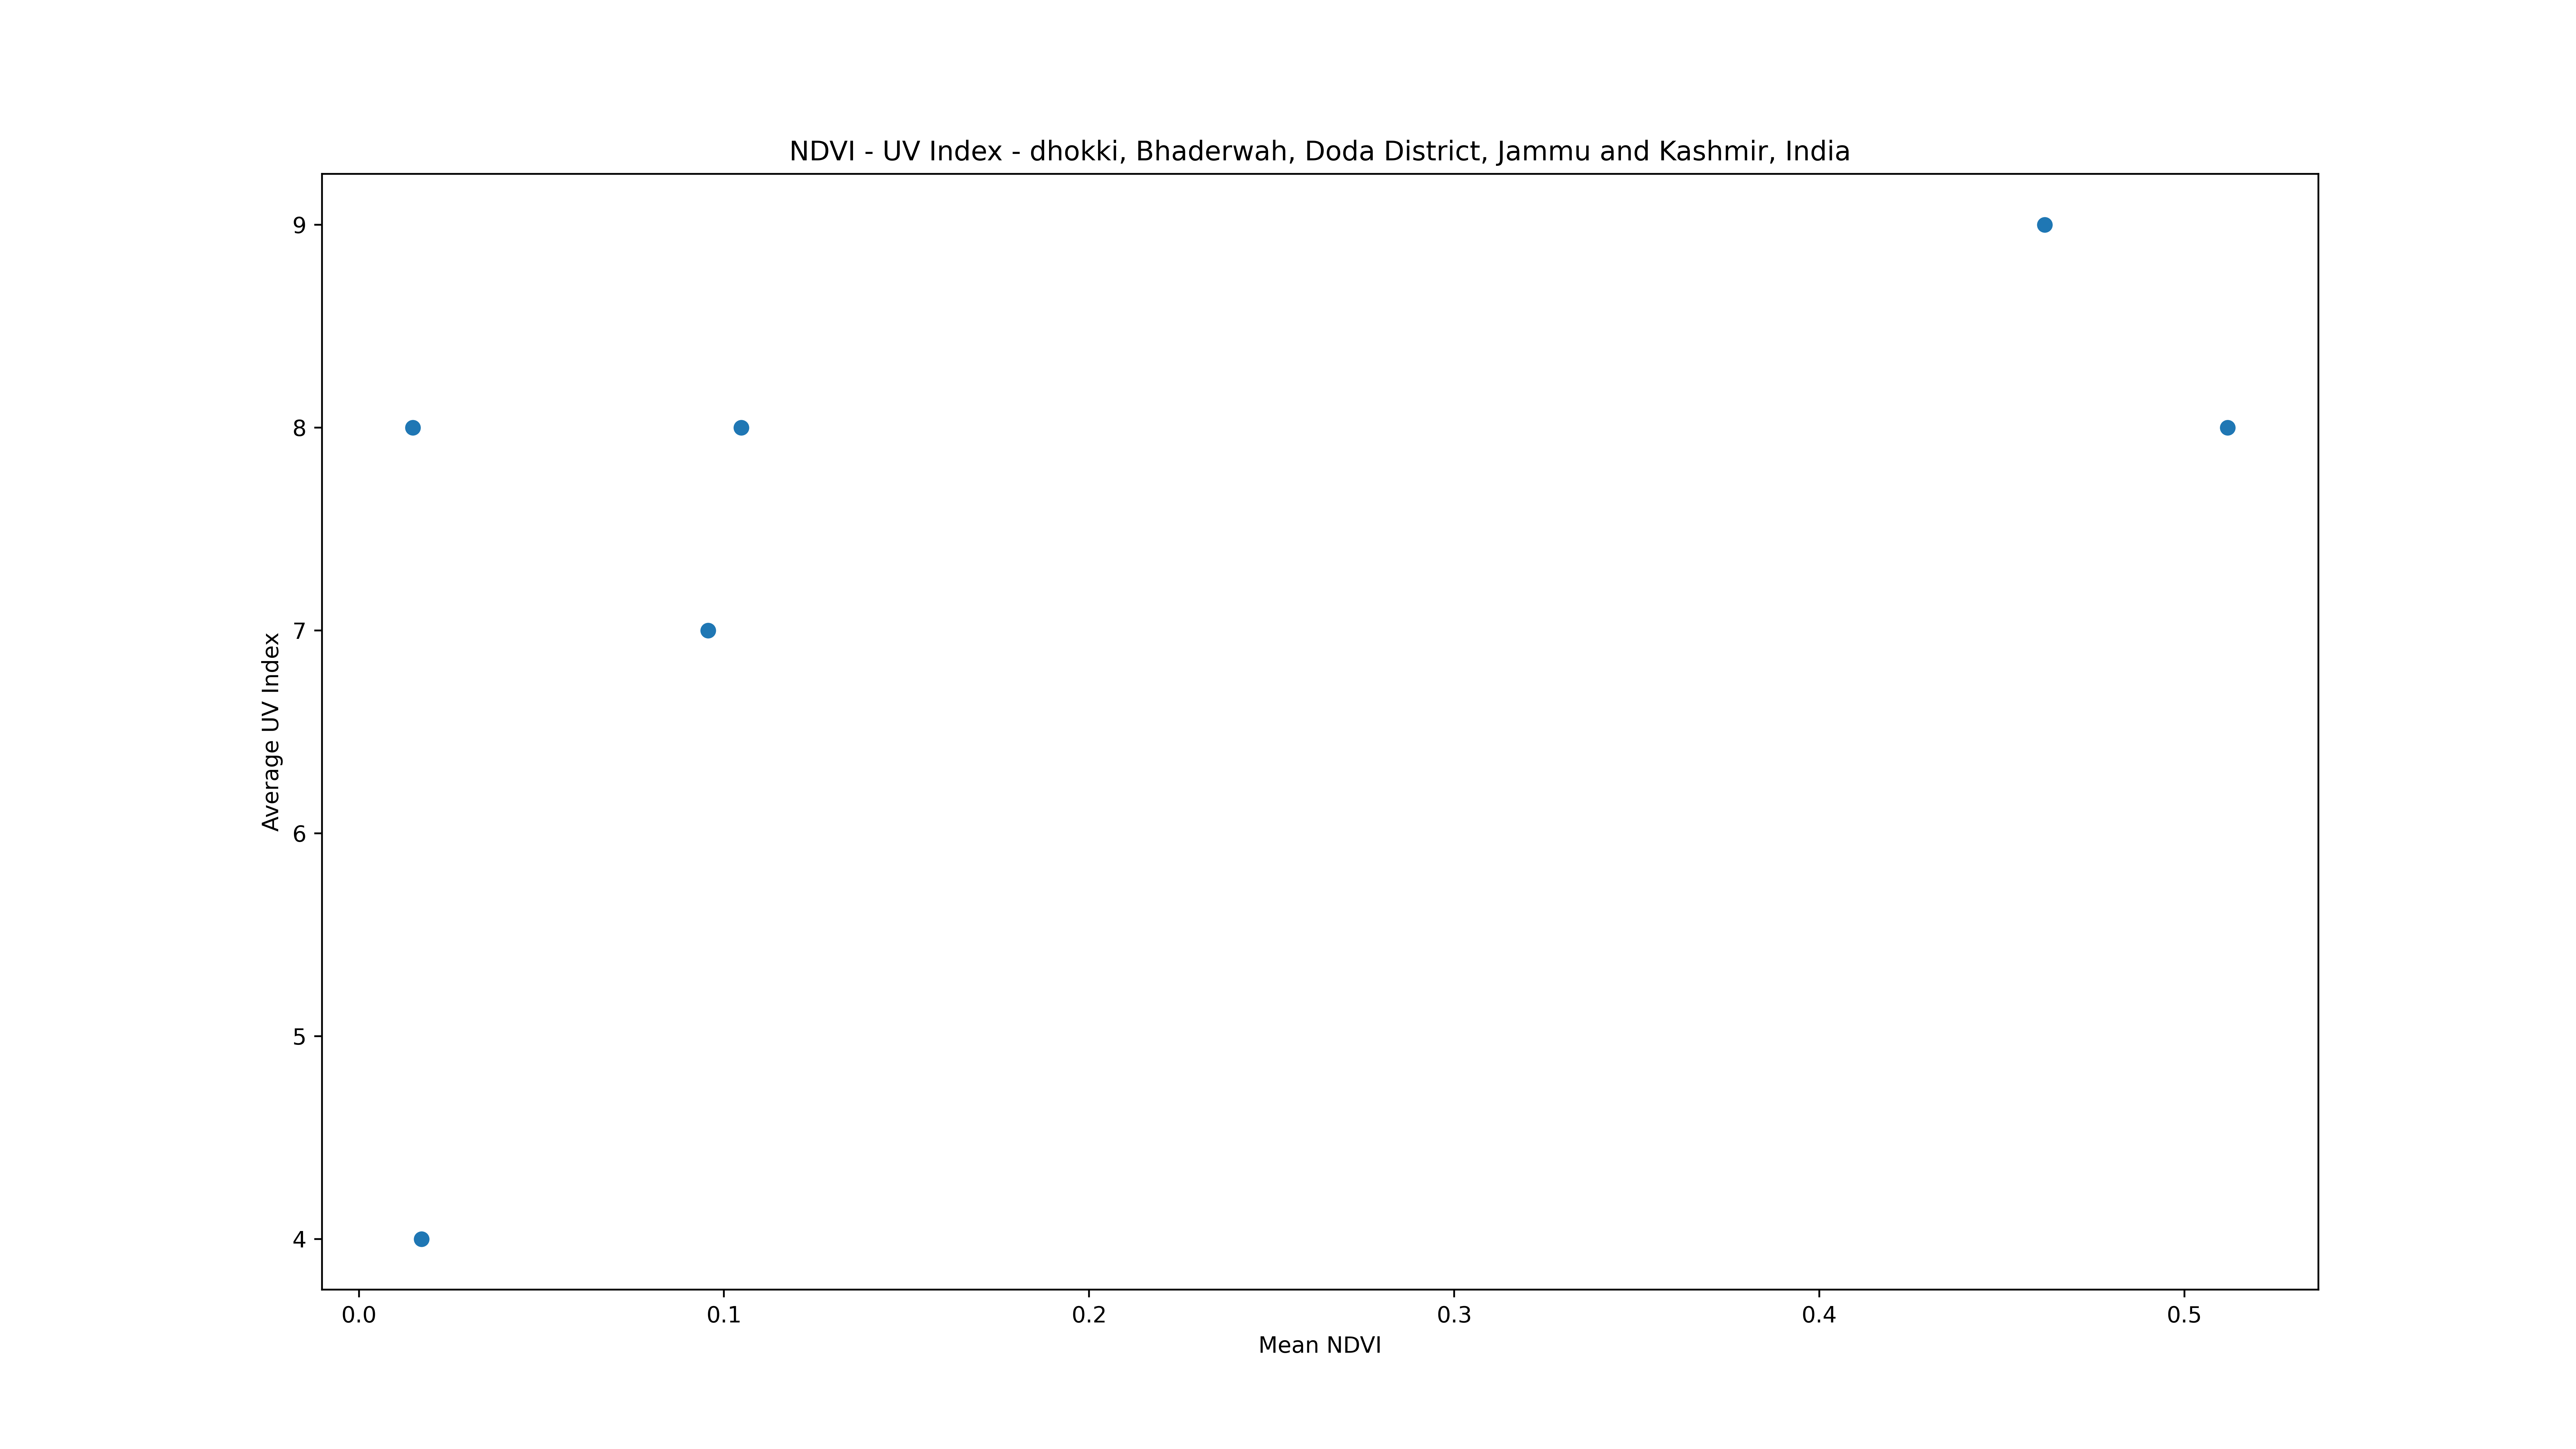 NDVI - UV Index - dhokki, Bhaderwah, Doda District, Jammu and Kashmir, India
Average UV Index
9
8
7
6
5
4
0.0 0.1 0.2 0.3 0.4 0.5
Mean NDVI